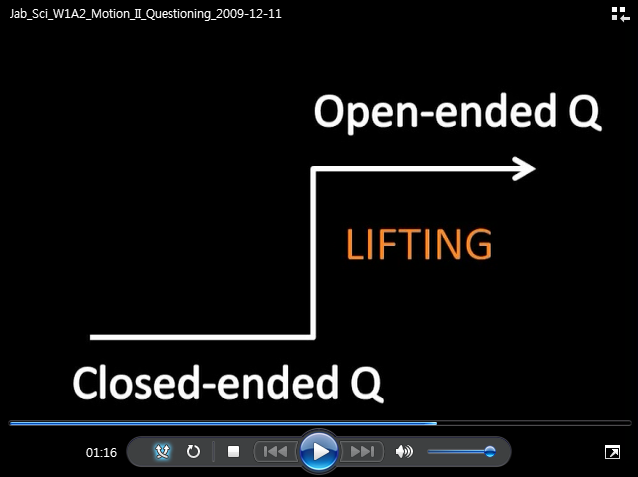 Jab_Sci_W1A2_Motion_II_Questioning_2009-12-11
Open-ended Q
LIFTING
Closed-ended Q
01:16